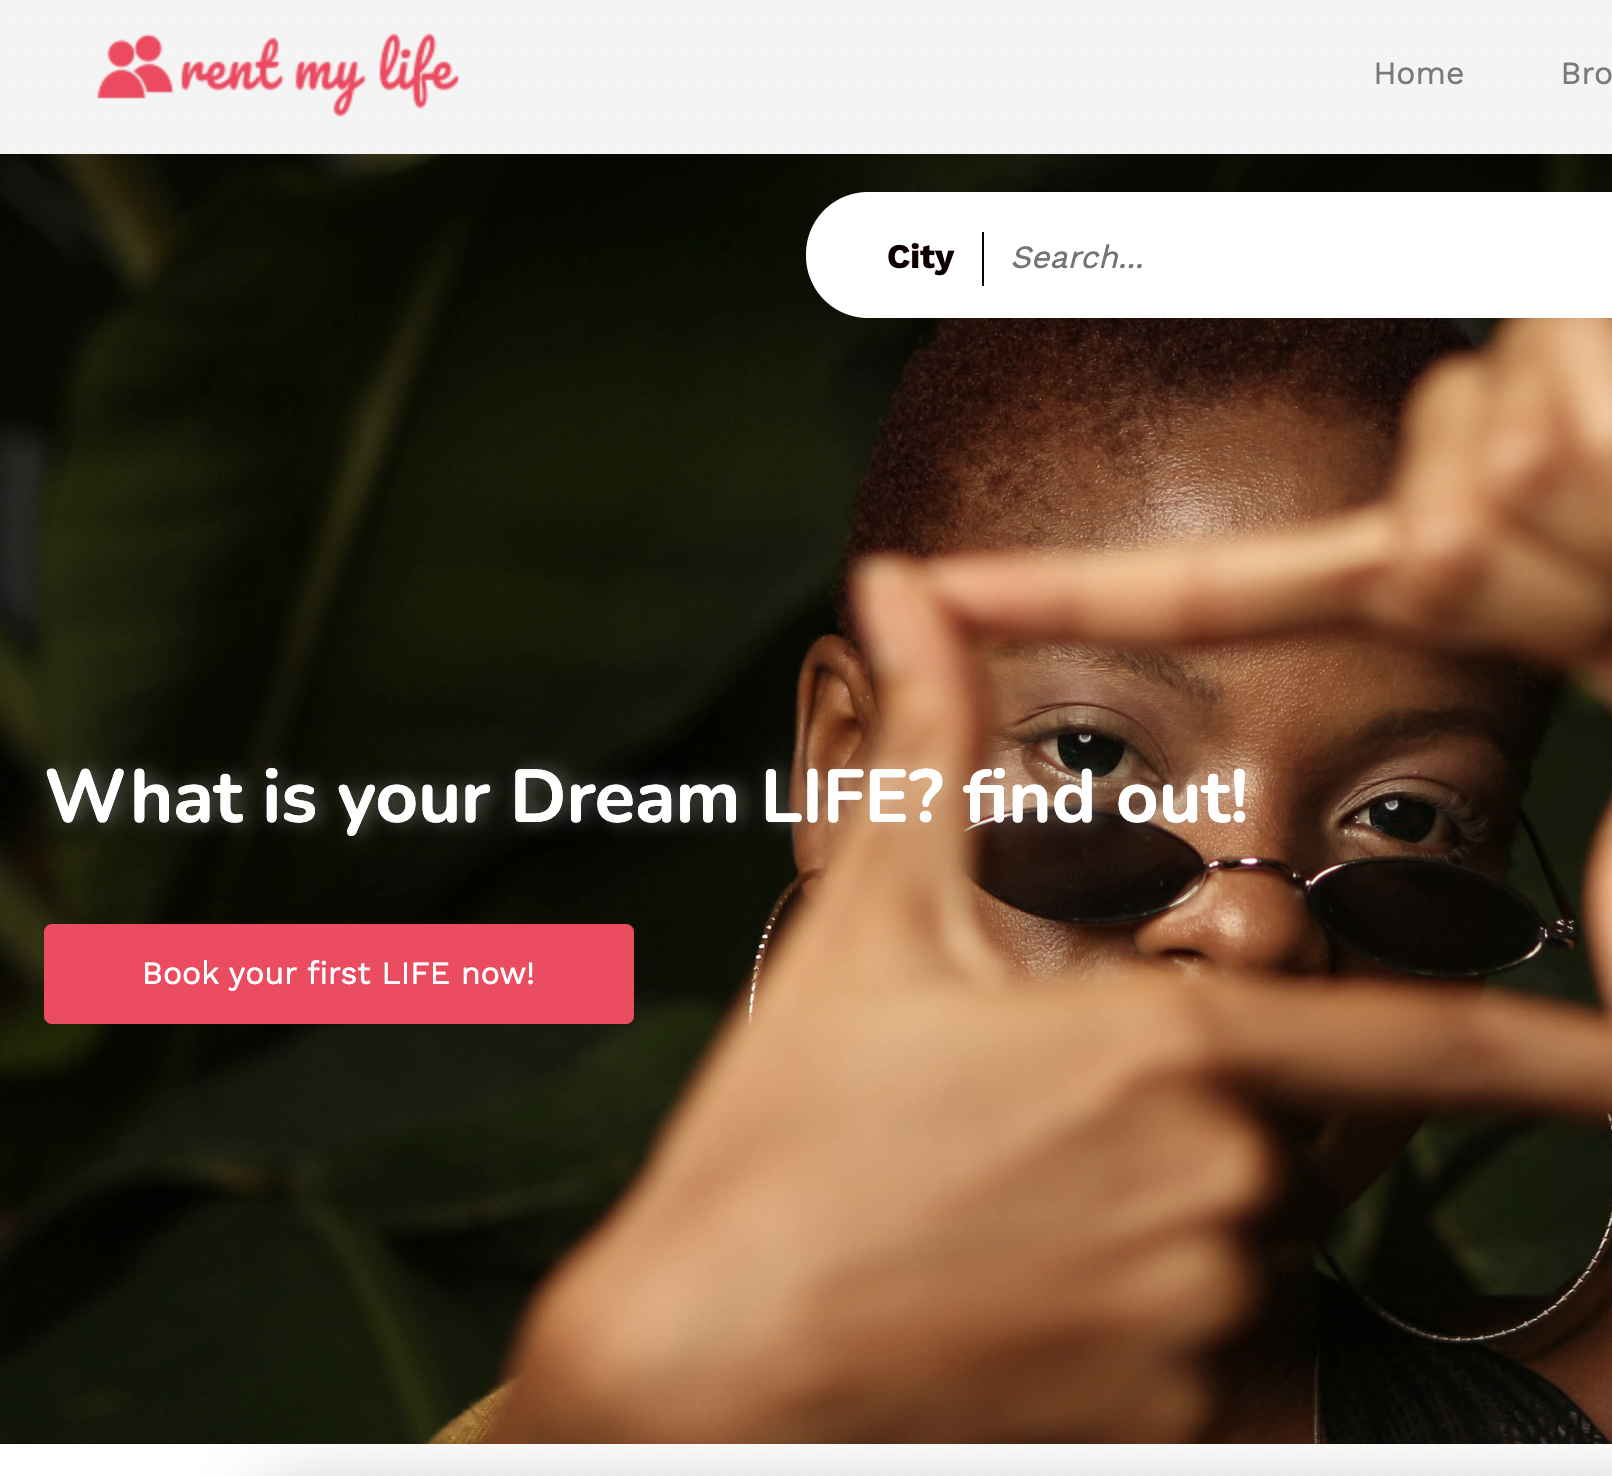 rent my life
Home
Bro
City
Search...
What is your Dream LIFE? find out!
Book your first LIFE now!